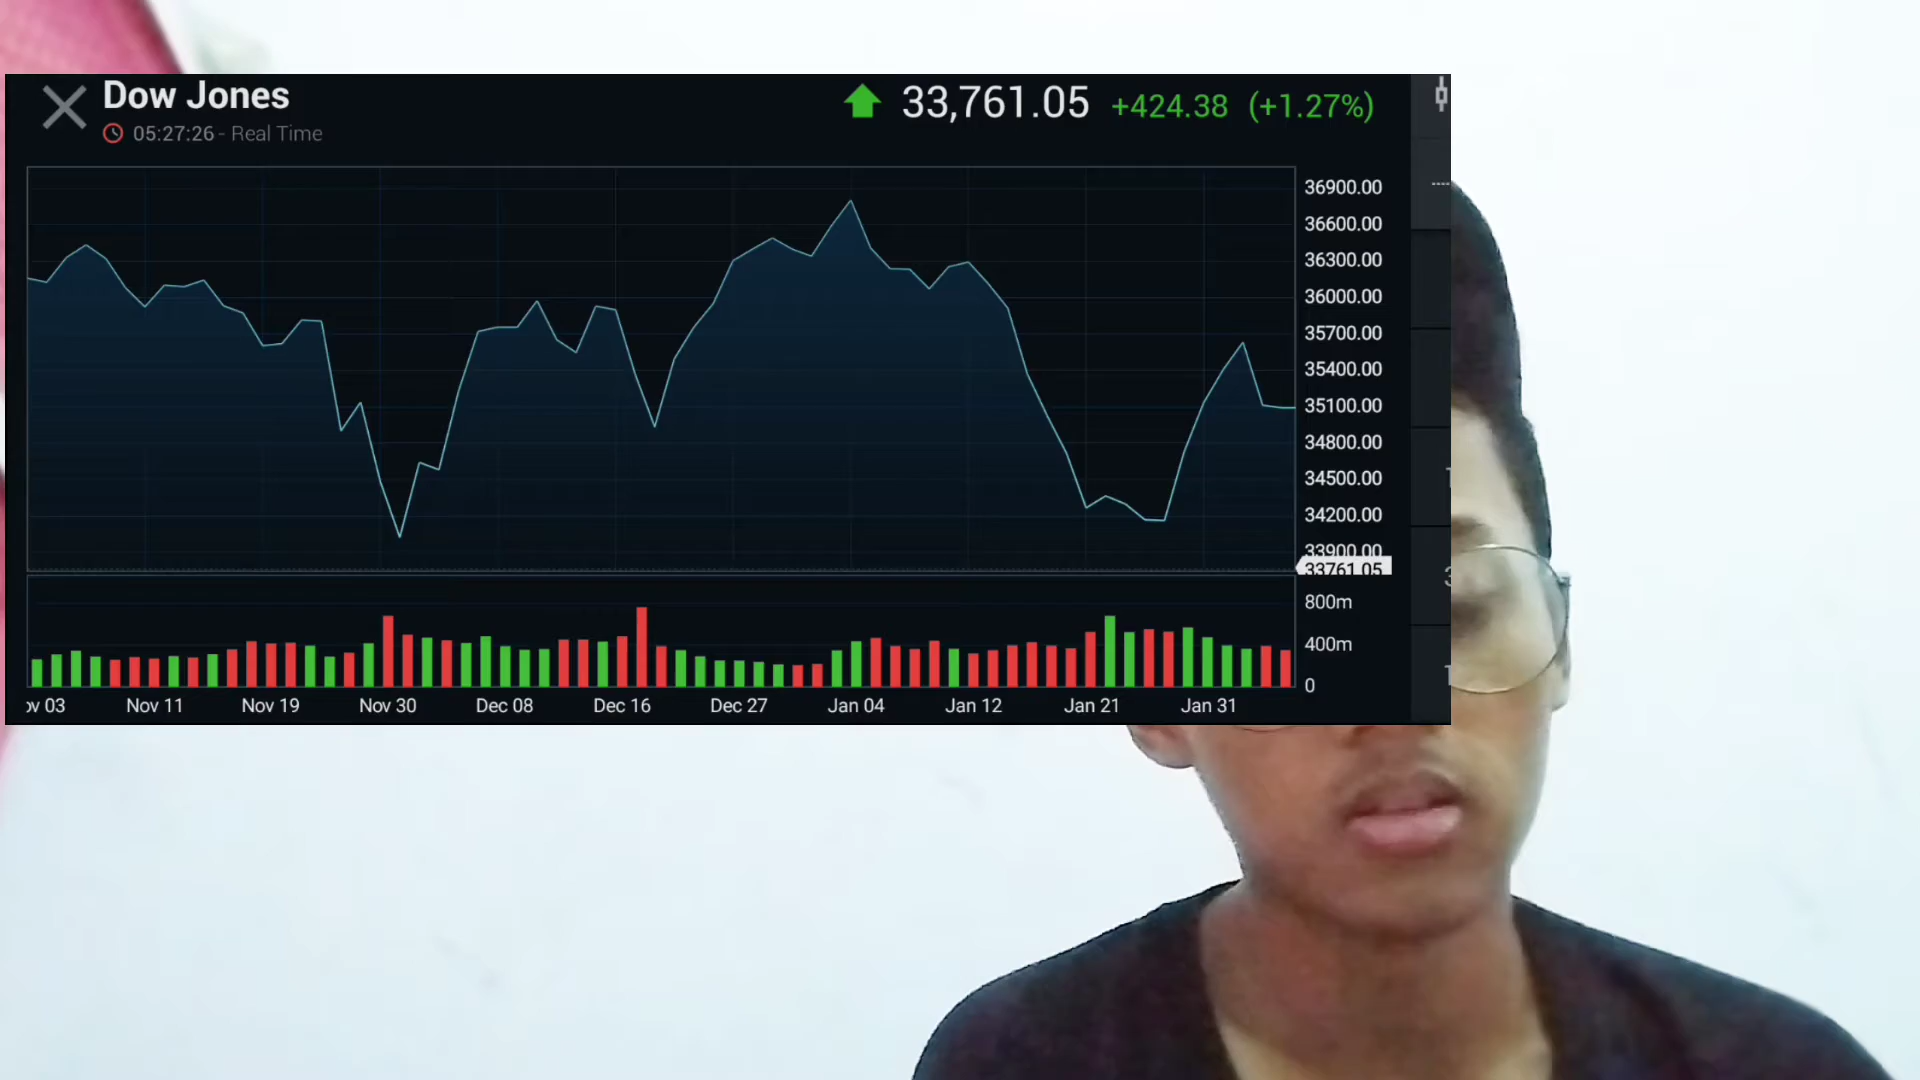 Dow Jones
33,761.05 +424.38 (+1.27%)
05:27:26 - Real Time
36900.00
36600.00
36300.00
36000.00
35700.00
35400.00
35100.00
34800.00
34500.00
34200.00
33900.00
33761.05
800m
400m
0
ov 03 Nov 11 Nov 19 Nov 30 Dec 08 Dec 16 Dec 27 Jan 04 Jan 12 Jan 21 Jan 31